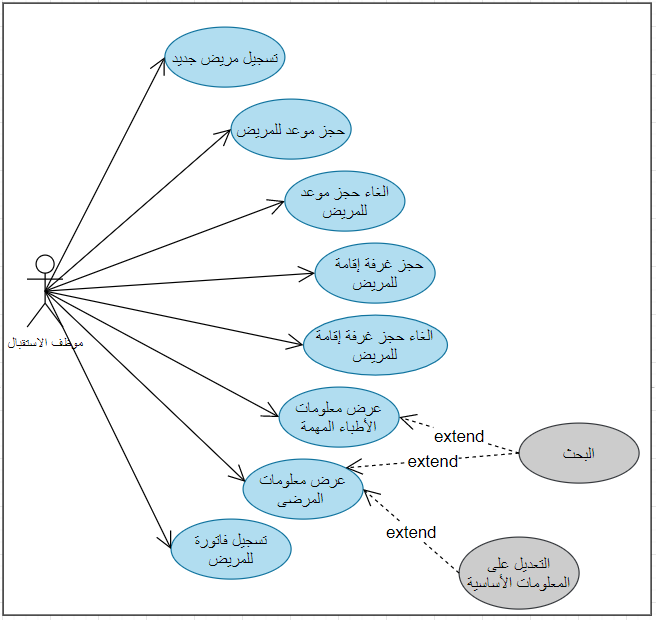 تسجيل مريض جديد
حجز موعد للمريض
الغاء حجز موعد
للمريض
حجز غرفة إقامة
للمريض
موظف الاستقبال
الغاء حجز غرفة إقامة
للمريض
عرض معلومات
الأطباء المهمة
extend
البحث
extend
عرض معلومات
المرضى
تسجيل فاتورة
للمريض
extend
التعديل على
المعلومات الأساسية